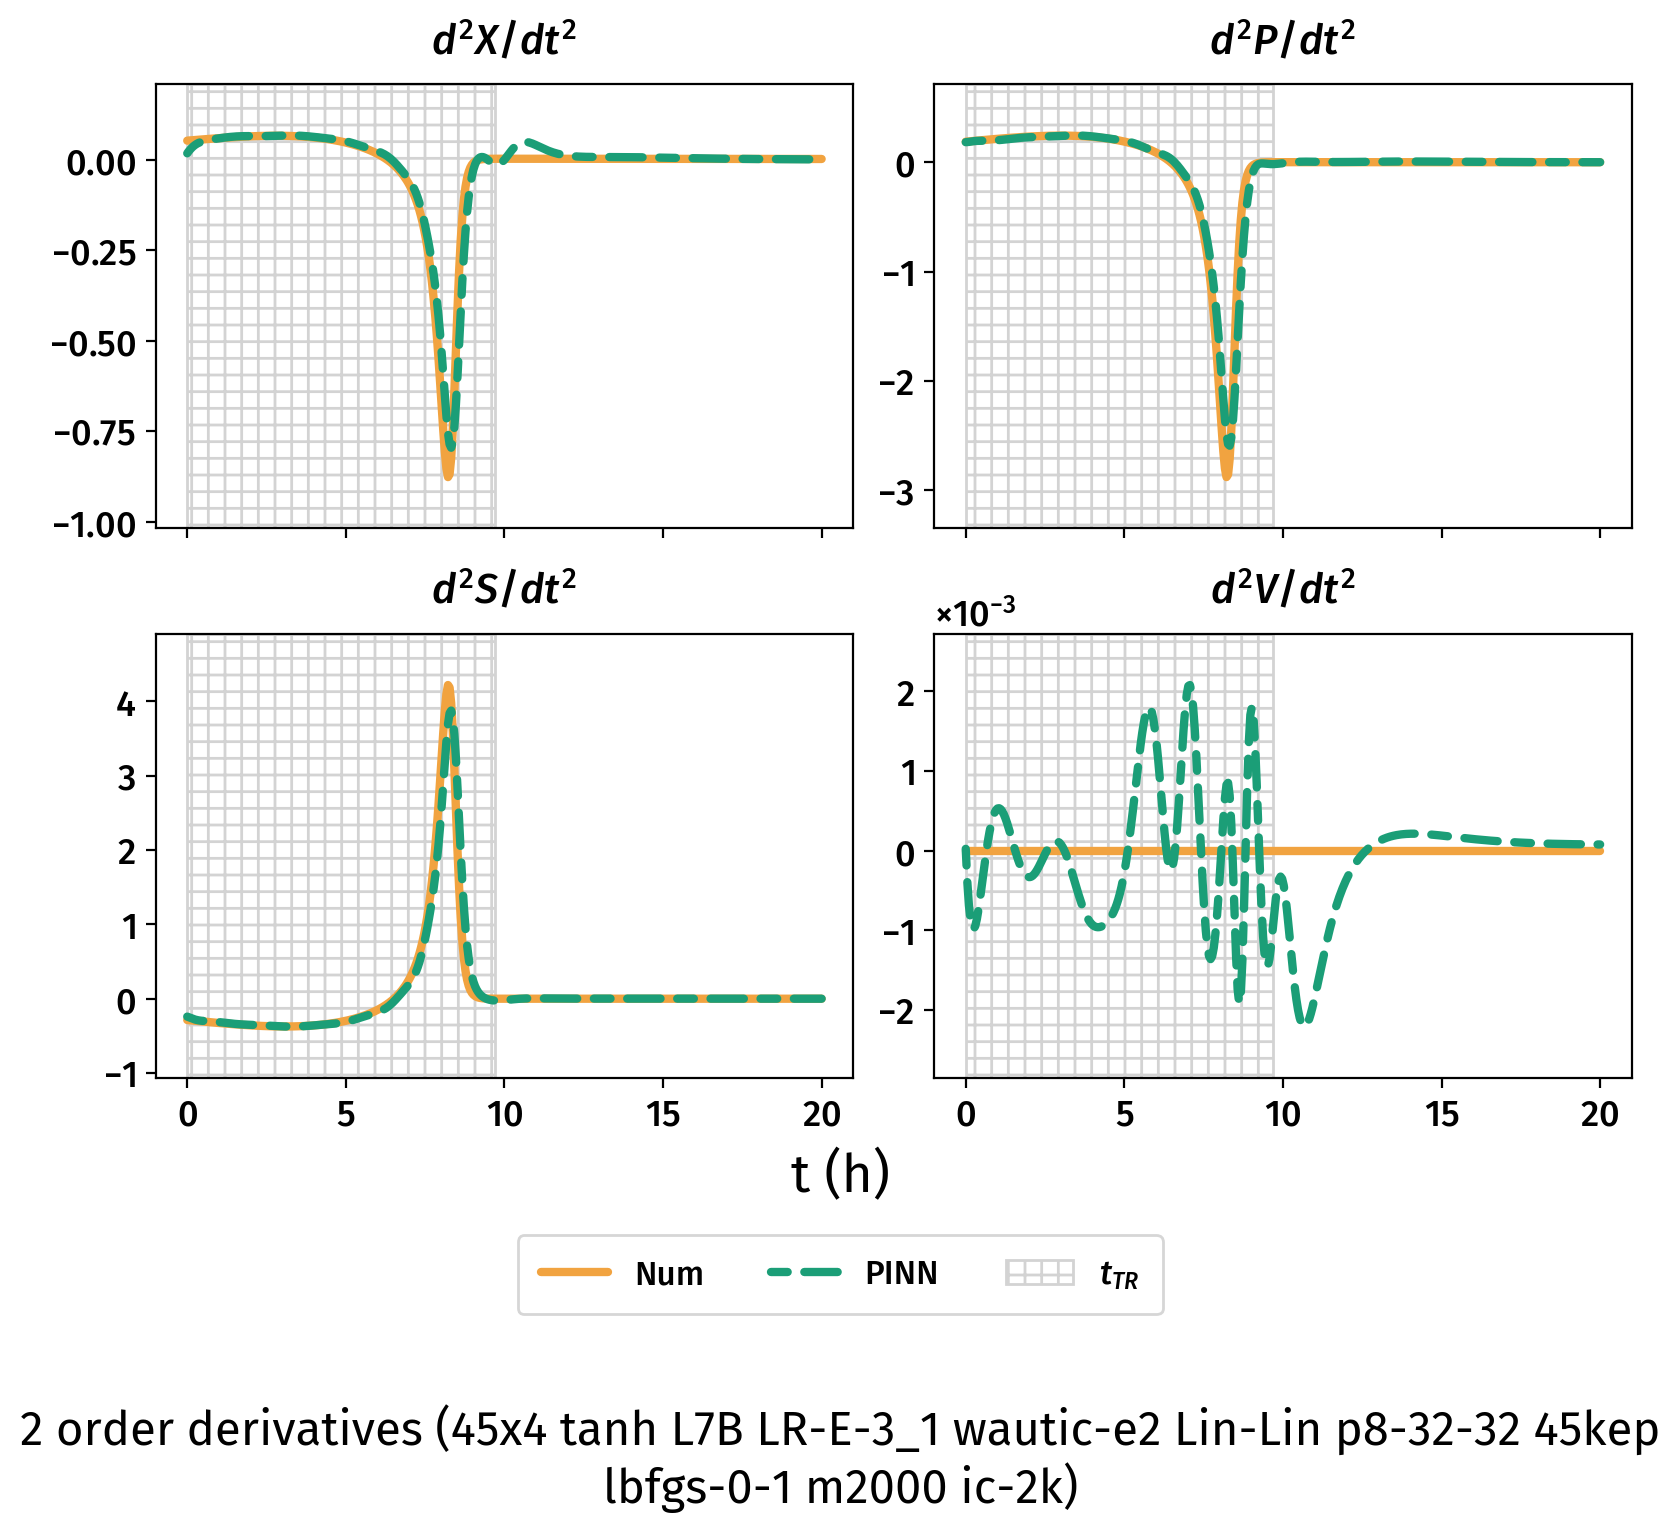 d²X/dt²
d²P/dt²
0.00
−0.25
−0.50
−0.75
−1.00
0
−1
−2
−3
d²S/dt²
d²V/dt²
×10⁻³
4
3
2
1
0
−1
2
1
0
−1
−2
0 5 10 15 20
0 5 10 15 20
t (h)
Num PINN t_TR
2 order derivatives (45x4 tanh L7B LR-E-3_1 wautic-e2 Lin-Lin p8-32-32 45kep
lbfgs-0-1 m2000 ic-2k)